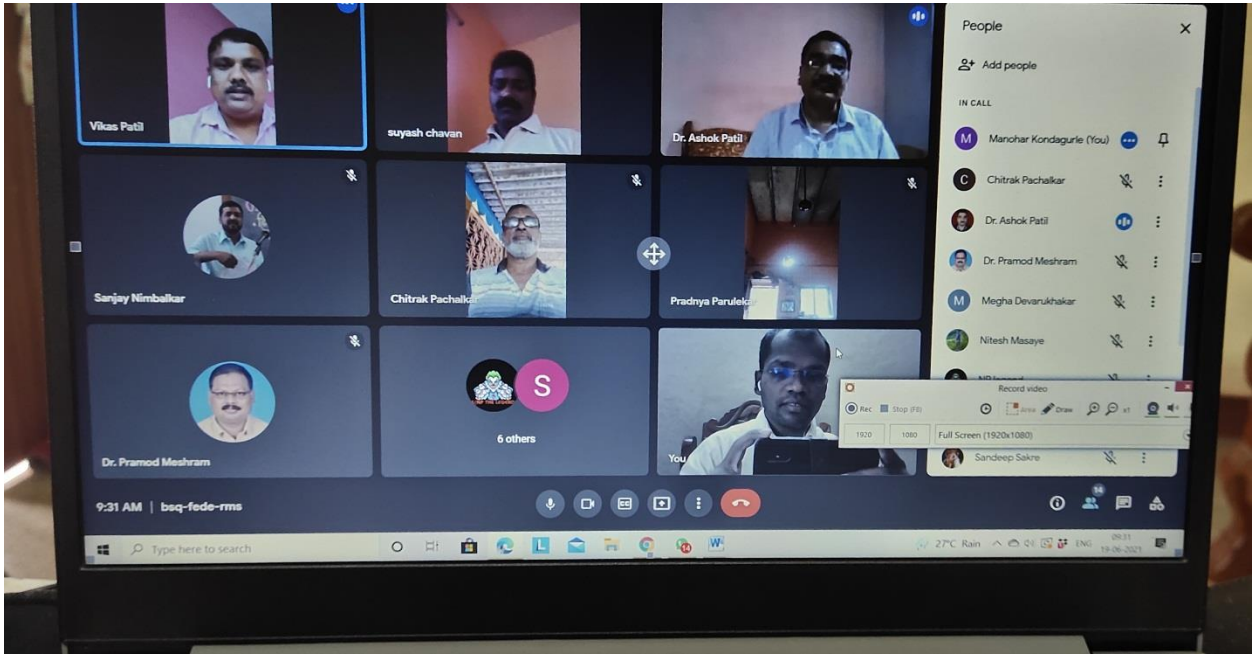 Vikas Patil
suyash chavan
Dr. Ashok Patil
Sanjay Nimbalkar
Chitrak Pachalka
Pradnya Parulekar
Dr. Pramod Meshram
S
6 others
You
9:31 AM | bsq-fede-rms
People
Add people
IN CALL
M Manohar Kondagurle (You)
C Chitrak Pachalkar
Dr. Ashok Patil
Dr. Pramod Meshram
M Megha Devarukhakar
Nitesh Masaye
Record video
Rec Stop (F8) Area Draw x1
1920 1080 Full Screen (1920x1080)
Sandeep Sakre
14
Type here to search
L
W
14
27°C Rain
ENG
09:31
19-06-2021